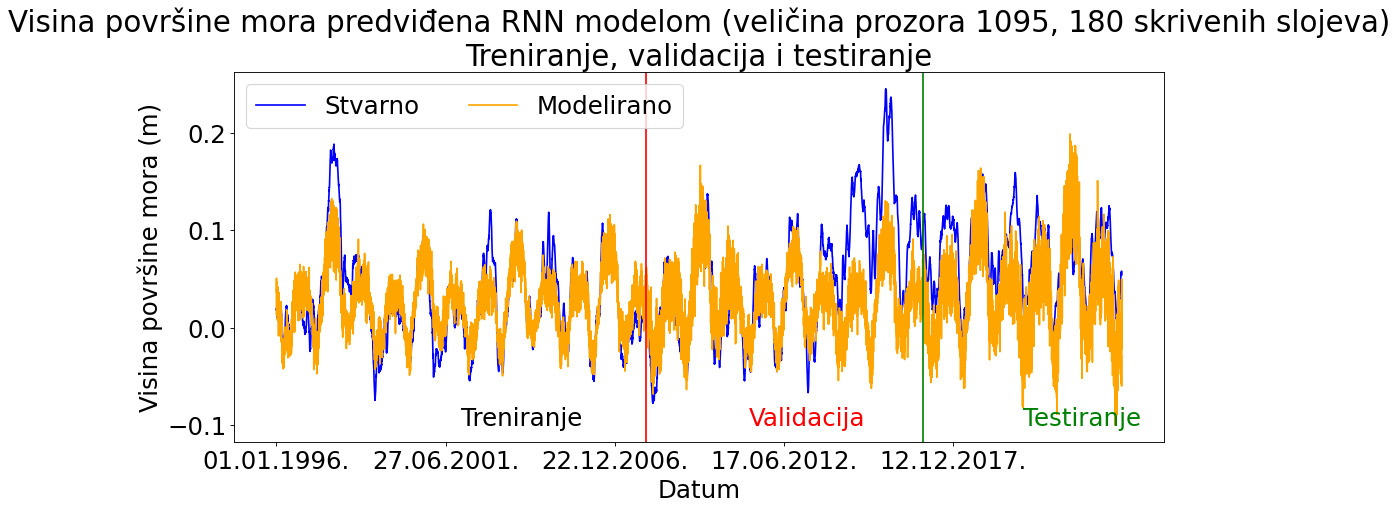 Visina površine mora predviđena RNN modelom (veličina prozora 1095, 180 skrivenih slojeva)
Treniranje, validacija i testiranje
Stvarno
Modelirano
Visina površine mora (m)
0.2
0.1
0.0
−0.1
Treniranje
Validacija
Testiranje
01.01.1996.
27.06.2001.
22.12.2006.
17.06.2012.
12.12.2017.
Datum